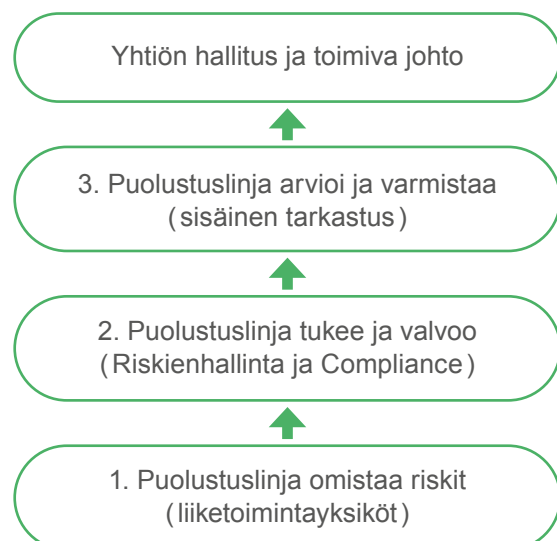 Yhtiön hallitus ja toimiva johto
3. Puolustuslinja arvioi ja varmistaa
(sisäinen tarkastus)
2. Puolustuslinja tukee ja valvoo
(Riskienhallinta ja Compliance)
1. Puolustuslinja omistaa riskit
(liiketoimintayksiköt)